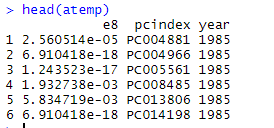 > head(atemp)
e8 pcindex year
1 2.560514e-05 PC004881 1985
2 6.910418e-18 PC004966 1985
3 1.243523e-17 PC005561 1985
4 1.932738e-03 PC008485 1985
5 5.834719e-03 PC013806 1985
6 6.910418e-18 PC014198 1985